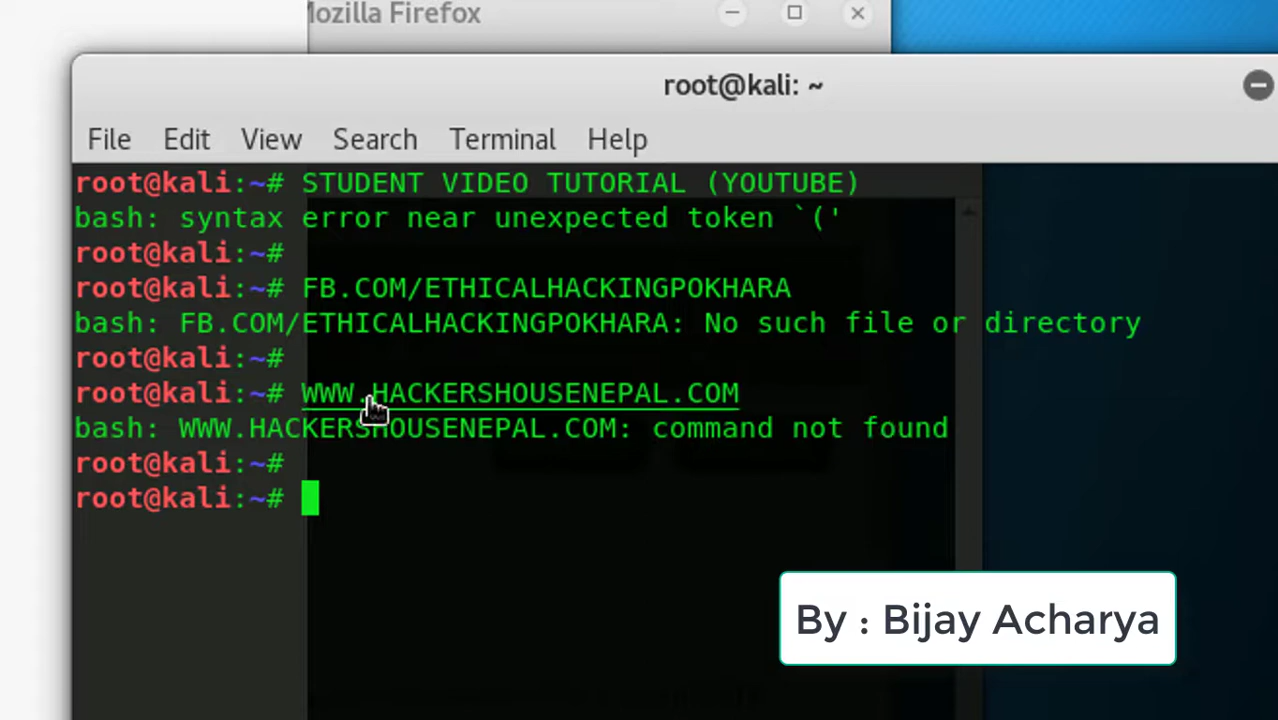 Mozilla Firefox
root@kali: ~
File Edit View Search Terminal Help
root@kali:~# STUDENT VIDEO TUTORIAL (YOUTUBE)
bash: syntax error near unexpected token `('
root@kali:~#
root@kali:~# FB.COM/ETHICALHACKINGPOKHARA
bash: FB.COM/ETHICALHACKINGPOKHARA: No such file or directory
root@kali:~#
root@kali:~# WWW.HACKERSHOUSENEPAL.COM
bash: WWW.HACKERSHOUSENEPAL.COM: command not found
root@kali:~#
root@kali:~#
By : Bijay Acharya